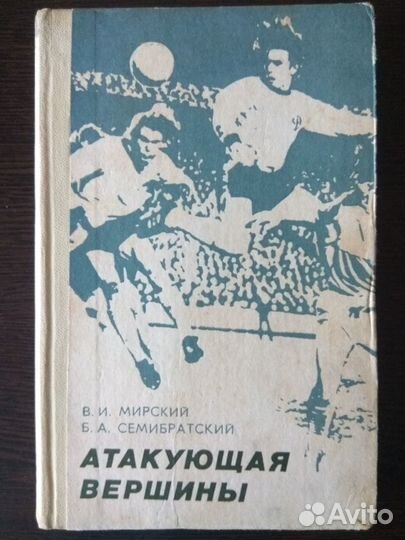 В. И. МИРСКИЙ
Б. А. СЕМИБРАТСКИЙ
АТАКУЮЩАЯ
ВЕРШИНЫ
Avito